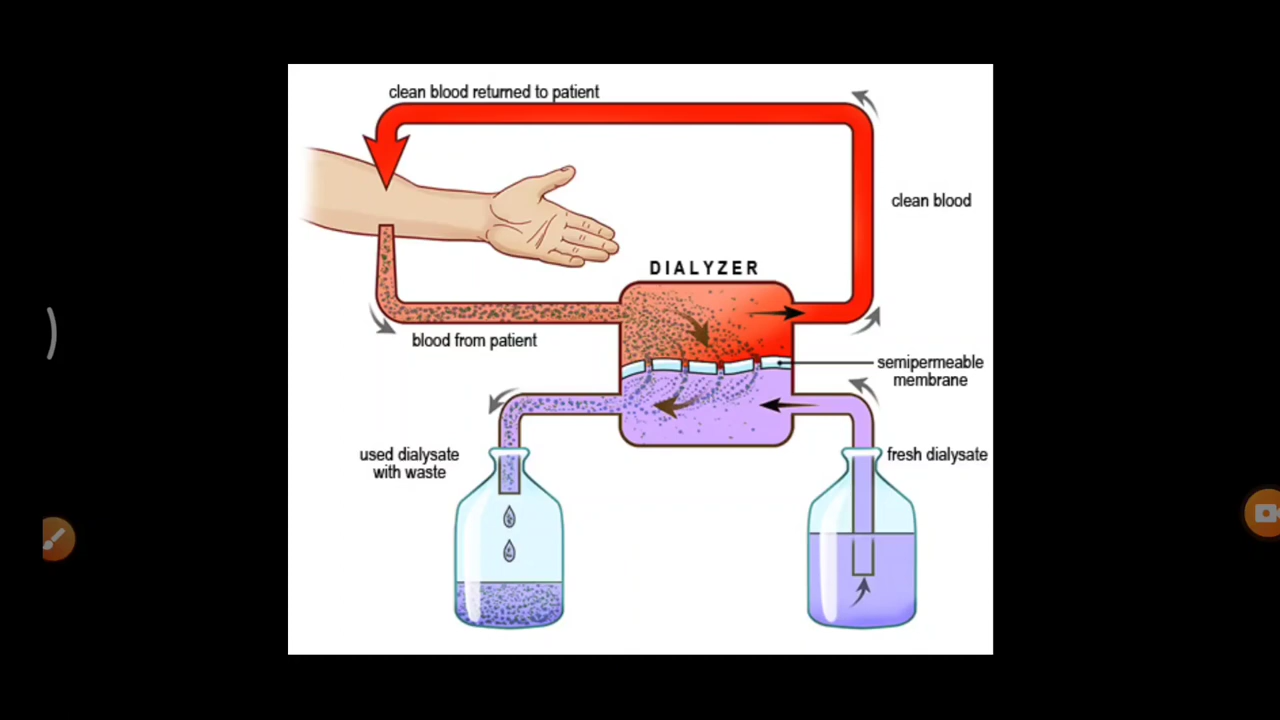 clean blood returned to patient
clean blood
DIALYZER
blood from patient
semipermeable
membrane
used dialysate
with waste
fresh dialysate